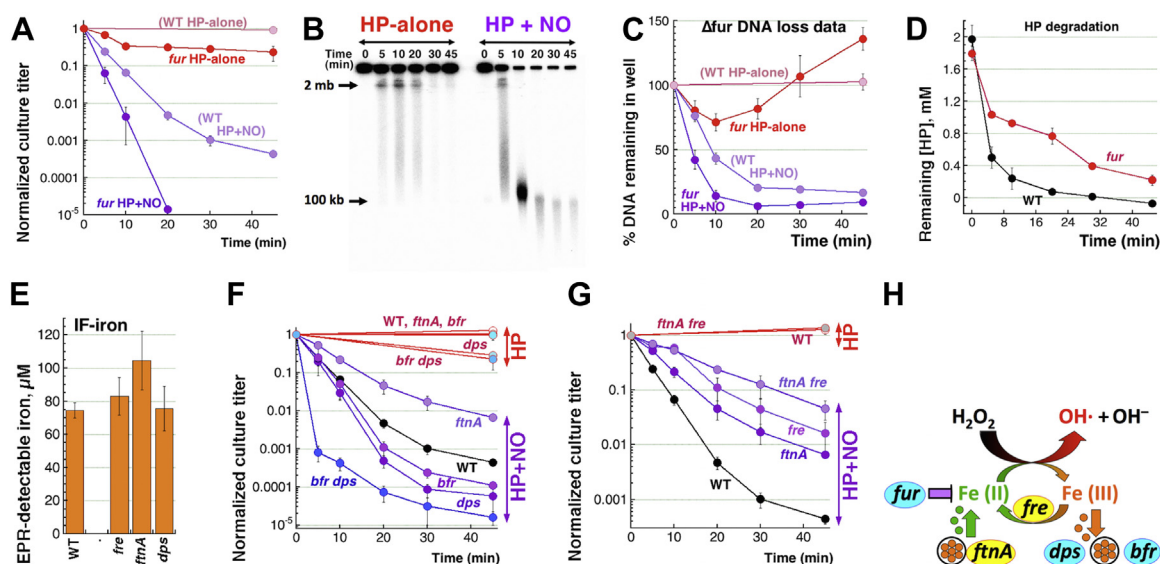 A
Normalized culture titer
1
0.1
0.01
0.001
0.0001
10-5
(WT HP-alone)
fur HP-alone
(WT
HP+NO)
fur HP+NO
0 10 20 30 40
Time (min)
B
HP-alone
HP + NO
Time
(min)
0 5 10 20 30 45
0 5 10 20 30 45
2 mb
100 kb
C
Δfur DNA loss data
% DNA remaining in well
150
100
50
0
(WT HP-alone)
fur HP-alone
(WT
HP+NO)
fur
HP+NO
0 10 20 30 40
Time (min)
D
HP degradation
Remaining [HP], mM
2
1.6
1.2
0.8
0.4
0
fur
WT
0 8 16 24 32 40
Time (min)
E
IF-iron
EPR-detectable iron, μM
120
100
80
60
40
20
0
WT
.
fre
ftnA
dps
F
Normalized culture titer
1
0.1
0.01
0.001
0.0001
10-5
WT, ftnA, bfr
dps
bfr dps
HP
ftnA
WT
bfr
dps
bfr dps
HP+NO
0 10 20 30 40
Time (min)
G
Normalized culture titer
1
0.1
0.01
0.001
ftnA fre
WT
HP
ftnA fre
fre
ftnA
WT
HP+NO
0 10 20 30 40
Time (min)
H
H2O2
OH· + OH−
fur
Fe (II)
Fe (III)
fre
ftnA
dps
bfr